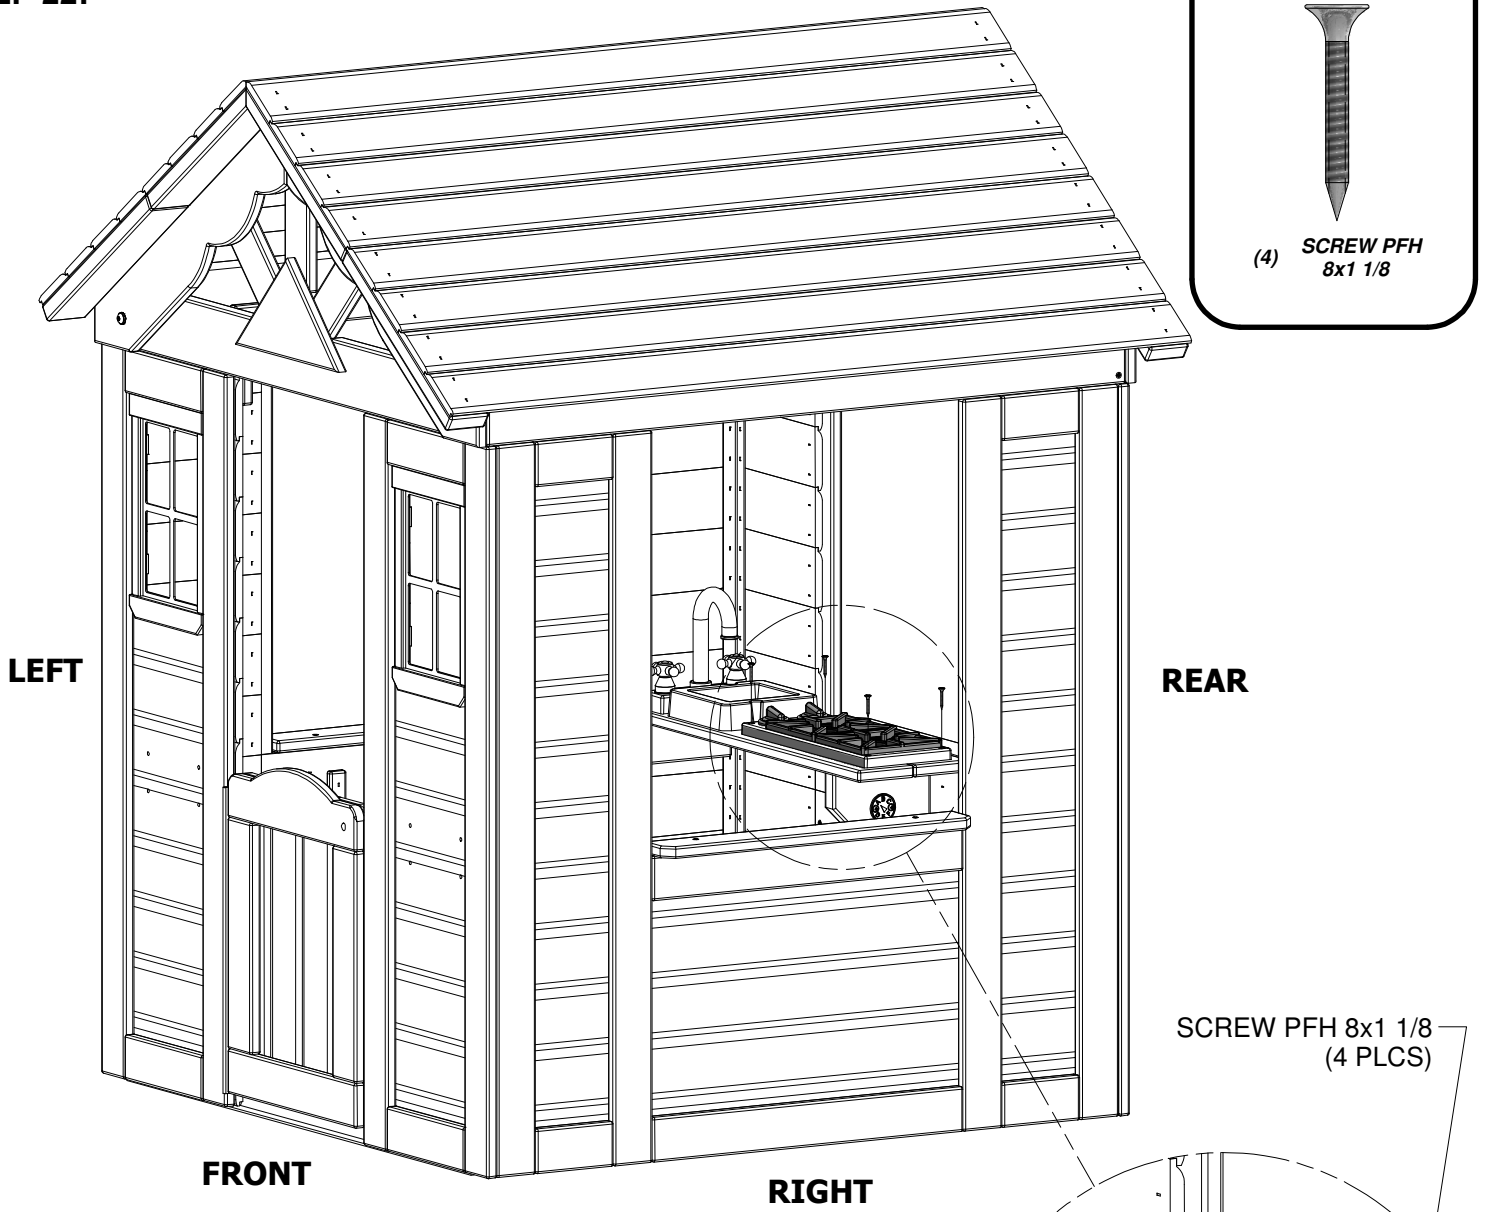 (4) SCREW PFH
8x1 1/8
LEFT
REAR
SCREW PFH 8x1 1/8
(4 PLCS)
FRONT
RIGHT